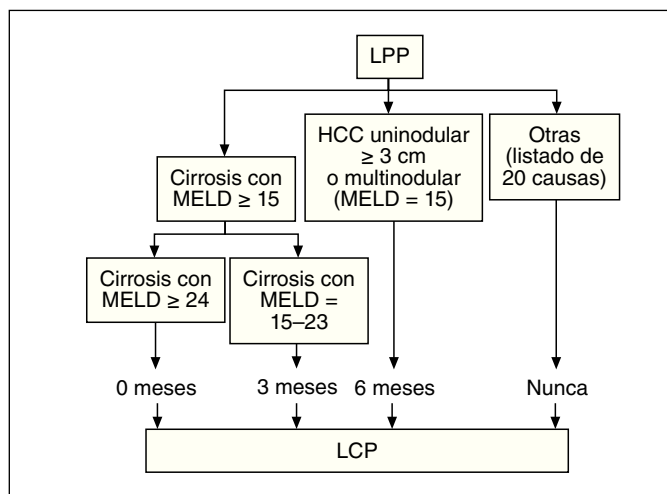 LPP
Cirrosis con
MELD ≥ 15
HCC uninodular
≥ 3 cm
o multinodular
(MELD = 15)
Otras
(listado de
20 causas)
Cirrosis con
MELD ≥ 24
Cirrosis con
MELD =
15–23
0 meses
3 meses
6 meses
Nunca
LCP